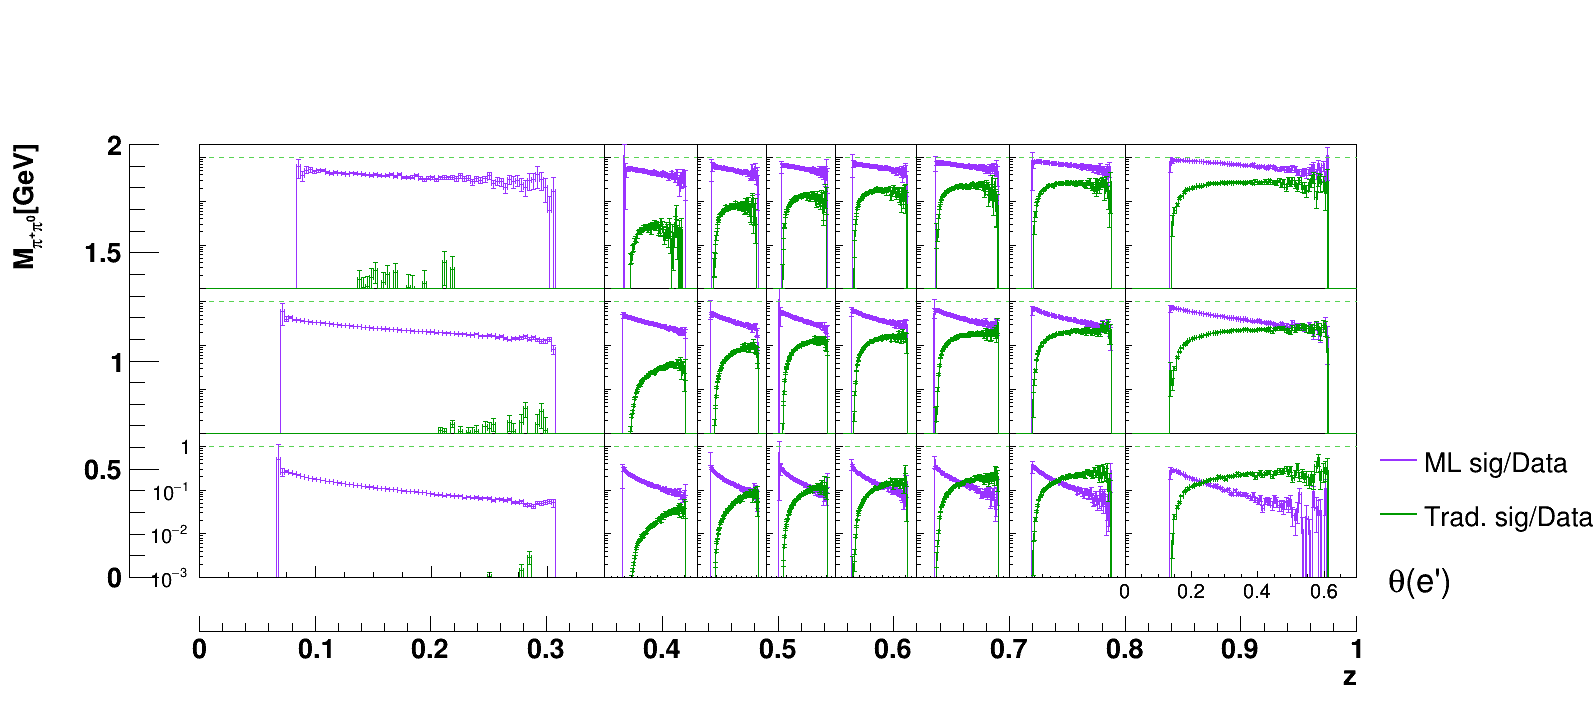 M_{π⁺π⁰}[GeV]
2
1.5
1
0.5
0
1
10⁻¹
10⁻²
10⁻³
ML sig/Data
Trad. sig/Data
θ(e')
0 0.2 0.4 0.6
0 0.1 0.2 0.3 0.4 0.5 0.6 0.7 0.8 0.9 1
z